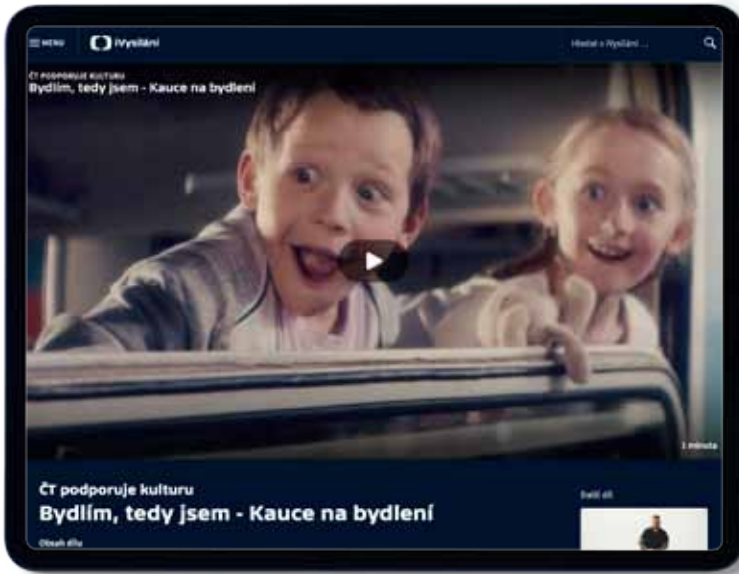 MENU
iVysílání
Hledat v iVysílání ...
ČT PODPORUJE KULTURU
Bydlím, tedy jsem - Kauce na bydlení
1 minuta
ČT podporuje kulturu
Bydlím, tedy jsem - Kauce na bydlení
Další díl
Obsah dílu